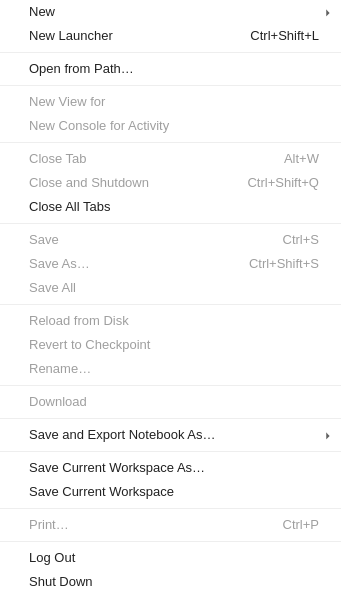 New
New Launcher Ctrl+Shift+L
Open from Path…
New View for
New Console for Activity
Close Tab Alt+W
Close and Shutdown Ctrl+Shift+Q
Close All Tabs
Save Ctrl+S
Save As… Ctrl+Shift+S
Save All
Reload from Disk
Revert to Checkpoint
Rename…
Download
Save and Export Notebook As…
Save Current Workspace As…
Save Current Workspace
Print… Ctrl+P
Log Out
Shut Down